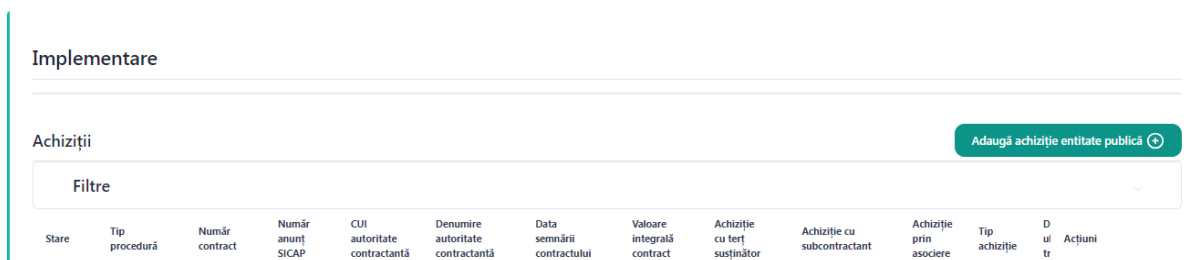 Implementare
Achiziții
Adaugă achiziție entitate publică
Filtre
Stare
Tip
procedură
Număr
contract
Număr
anunț
SICAP
CUI
autoritate
contractantă
Denumire
autoritate
contractantă
Data
semnării
contractului
Valoare
integrală
contract
Achiziție
cu terț
susținător
Achiziție cu
subcontractant
Achiziție
prin
asociere
Tip
achiziție
D
ul
tr
Acțiuni